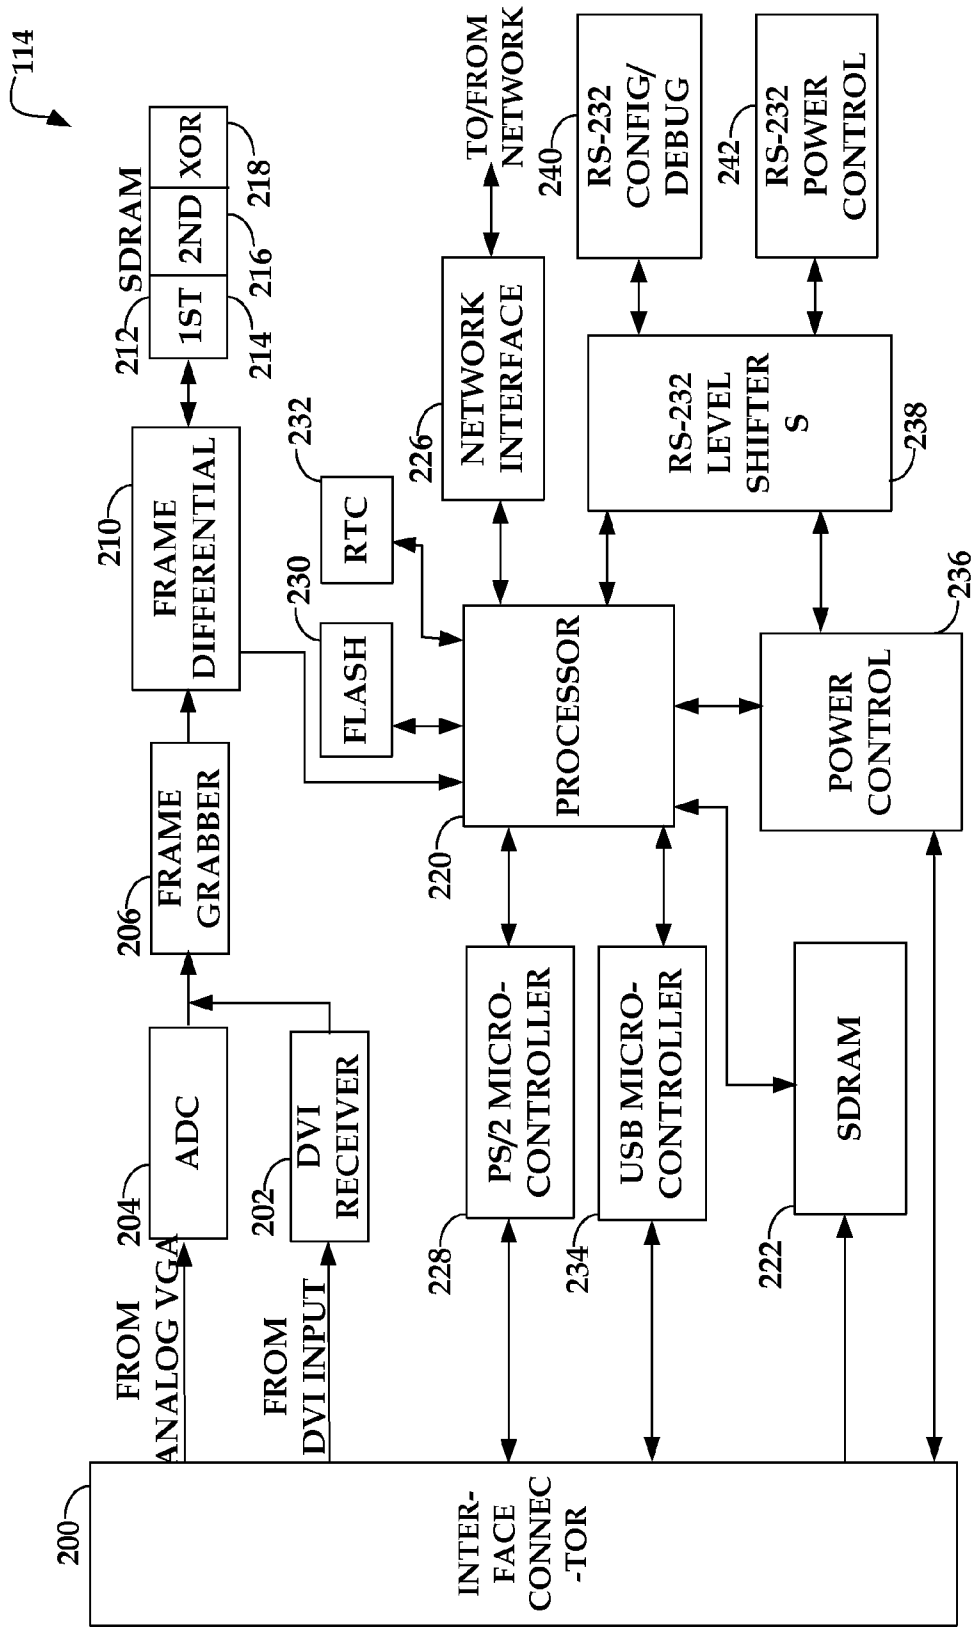 114
SDRAM
212
1ST
2ND
XOR
214
216
218
210
FRAME
DIFFERENTIAL
206
FRAME
GRABBER
204
ADC
FROM
ANALOG VGA
202
DVI
RECEIVER
FROM
DVI INPUT
200
INTER-
FACE
CONNEC
-TOR
232
RTC
230
FLASH
220
PROCESSOR
226
NETWORK
INTERFACE
TO/FROM
NETWORK
240
RS-232
CONFIG/
DEBUG
242
RS-232
POWER
CONTROL
RS-232
LEVEL
SHIFTER
S
238
236
POWER
CONTROL
228
PS/2 MICRO-
CONTROLLER
234
USB MICRO-
CONTROLLER
222
SDRAM